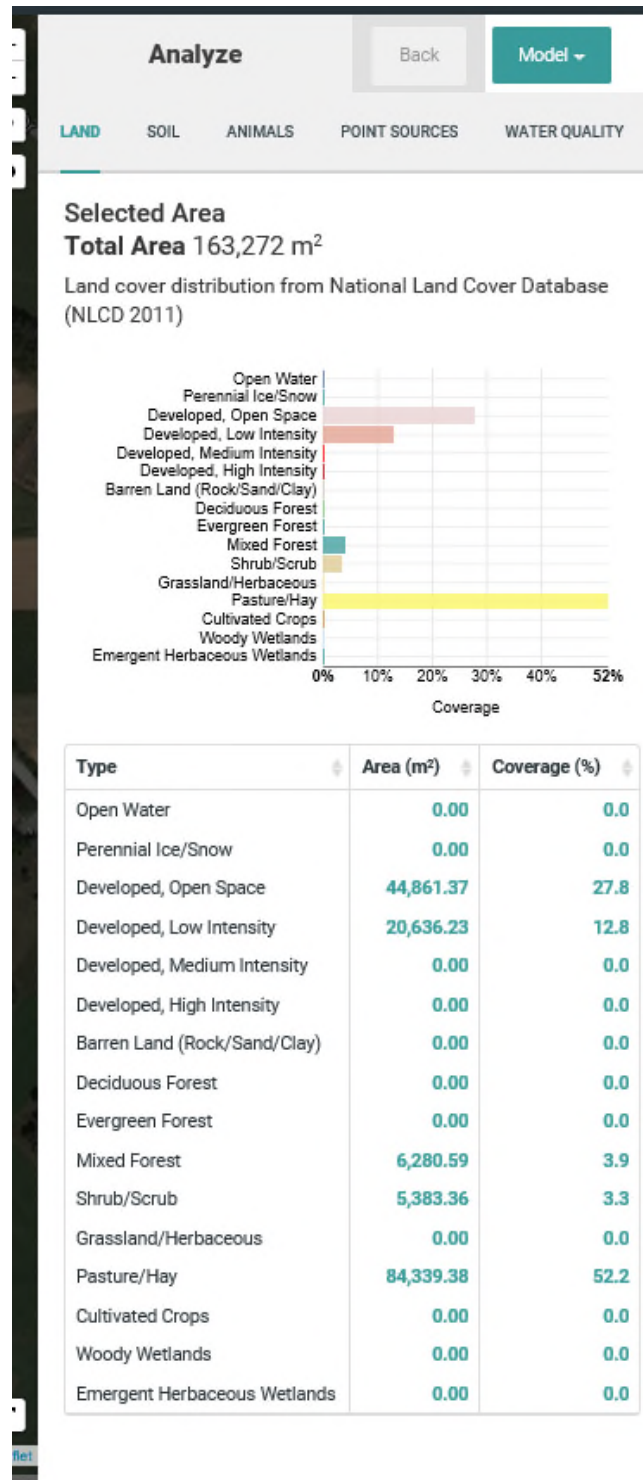 Analyze
Back
Model
LAND SOIL ANIMALS POINT SOURCES WATER QUALITY
Selected Area
Total Area 163,272 m²
Land cover distribution from National Land Cover Database
(NLCD 2011)
Open Water
Perennial Ice/Snow
Developed, Open Space
Developed, Low Intensity
Developed, Medium Intensity
Developed, High Intensity
Barren Land (Rock/Sand/Clay)
Deciduous Forest
Evergreen Forest
Mixed Forest
Shrub/Scrub
Grassland/Herbaceous
Pasture/Hay
Cultivated Crops
Woody Wetlands
Emergent Herbaceous Wetlands
0% 10% 20% 30% 40% 52%
Coverage
Type Area (m²) Coverage (%)
Open Water 0.00 0.0
Perennial Ice/Snow 0.00 0.0
Developed, Open Space 44,861.37 27.8
Developed, Low Intensity 20,636.23 12.8
Developed, Medium Intensity 0.00 0.0
Developed, High Intensity 0.00 0.0
Barren Land (Rock/Sand/Clay) 0.00 0.0
Deciduous Forest 0.00 0.0
Evergreen Forest 0.00 0.0
Mixed Forest 6,280.59 3.9
Shrub/Scrub 5,383.36 3.3
Grassland/Herbaceous 0.00 0.0
Pasture/Hay 84,339.38 52.2
Cultivated Crops 0.00 0.0
Woody Wetlands 0.00 0.0
Emergent Herbaceous Wetlands 0.00 0.0